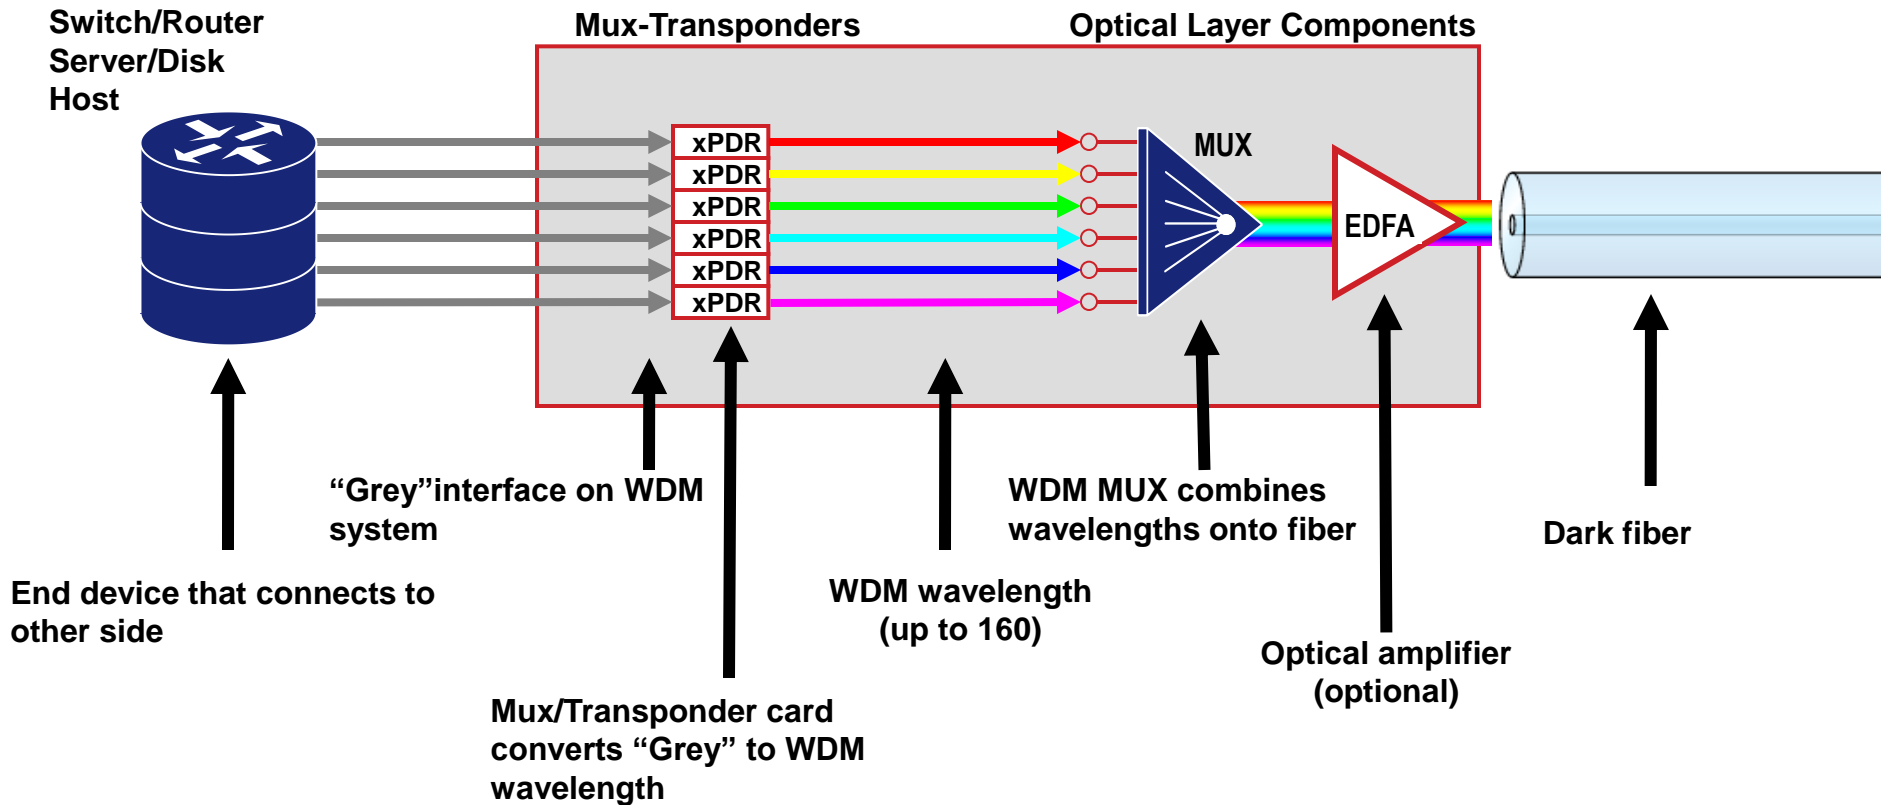 Switch/Router
Server/Disk
Host
Mux-Transponders
Optical Layer Components
xPDR
xPDR
xPDR
xPDR
xPDR
xPDR
MUX
EDFA
“Grey”interface on WDM
system
WDM MUX combines
wavelengths onto fiber
Dark fiber
End device that connects to
other side
WDM wavelength
(up to 160)
Optical amplifier
(optional)
Mux/Transponder card
converts “Grey” to WDM
wavelength